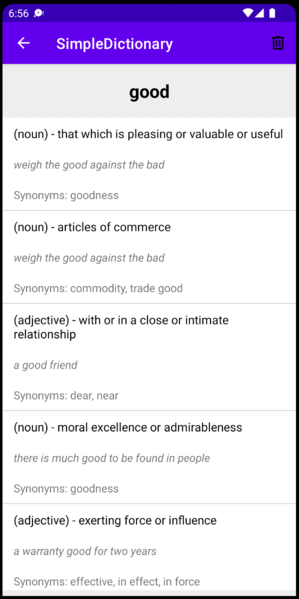 6:56
SimpleDictionary
good
(noun) - that which is pleasing or valuable or useful
weigh the good against the bad
Synonyms: goodness
(noun) - articles of commerce
weigh the good against the bad
Synonyms: commodity, trade good
(adjective) - with or in a close or intimate
relationship
a good friend
Synonyms: dear, near
(noun) - moral excellence or admirableness
there is much good to be found in people
Synonyms: goodness
(adjective) - exerting force or influence
a warranty good for two years
Synonyms: effective, in effect, in force